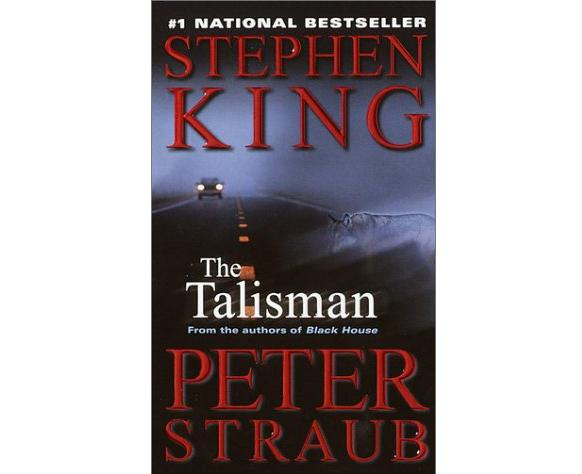 #1 NATIONAL BESTSELLER
STEPHEN
KING
The
Talisman
From the authors of Black House
PETER
STRAUB